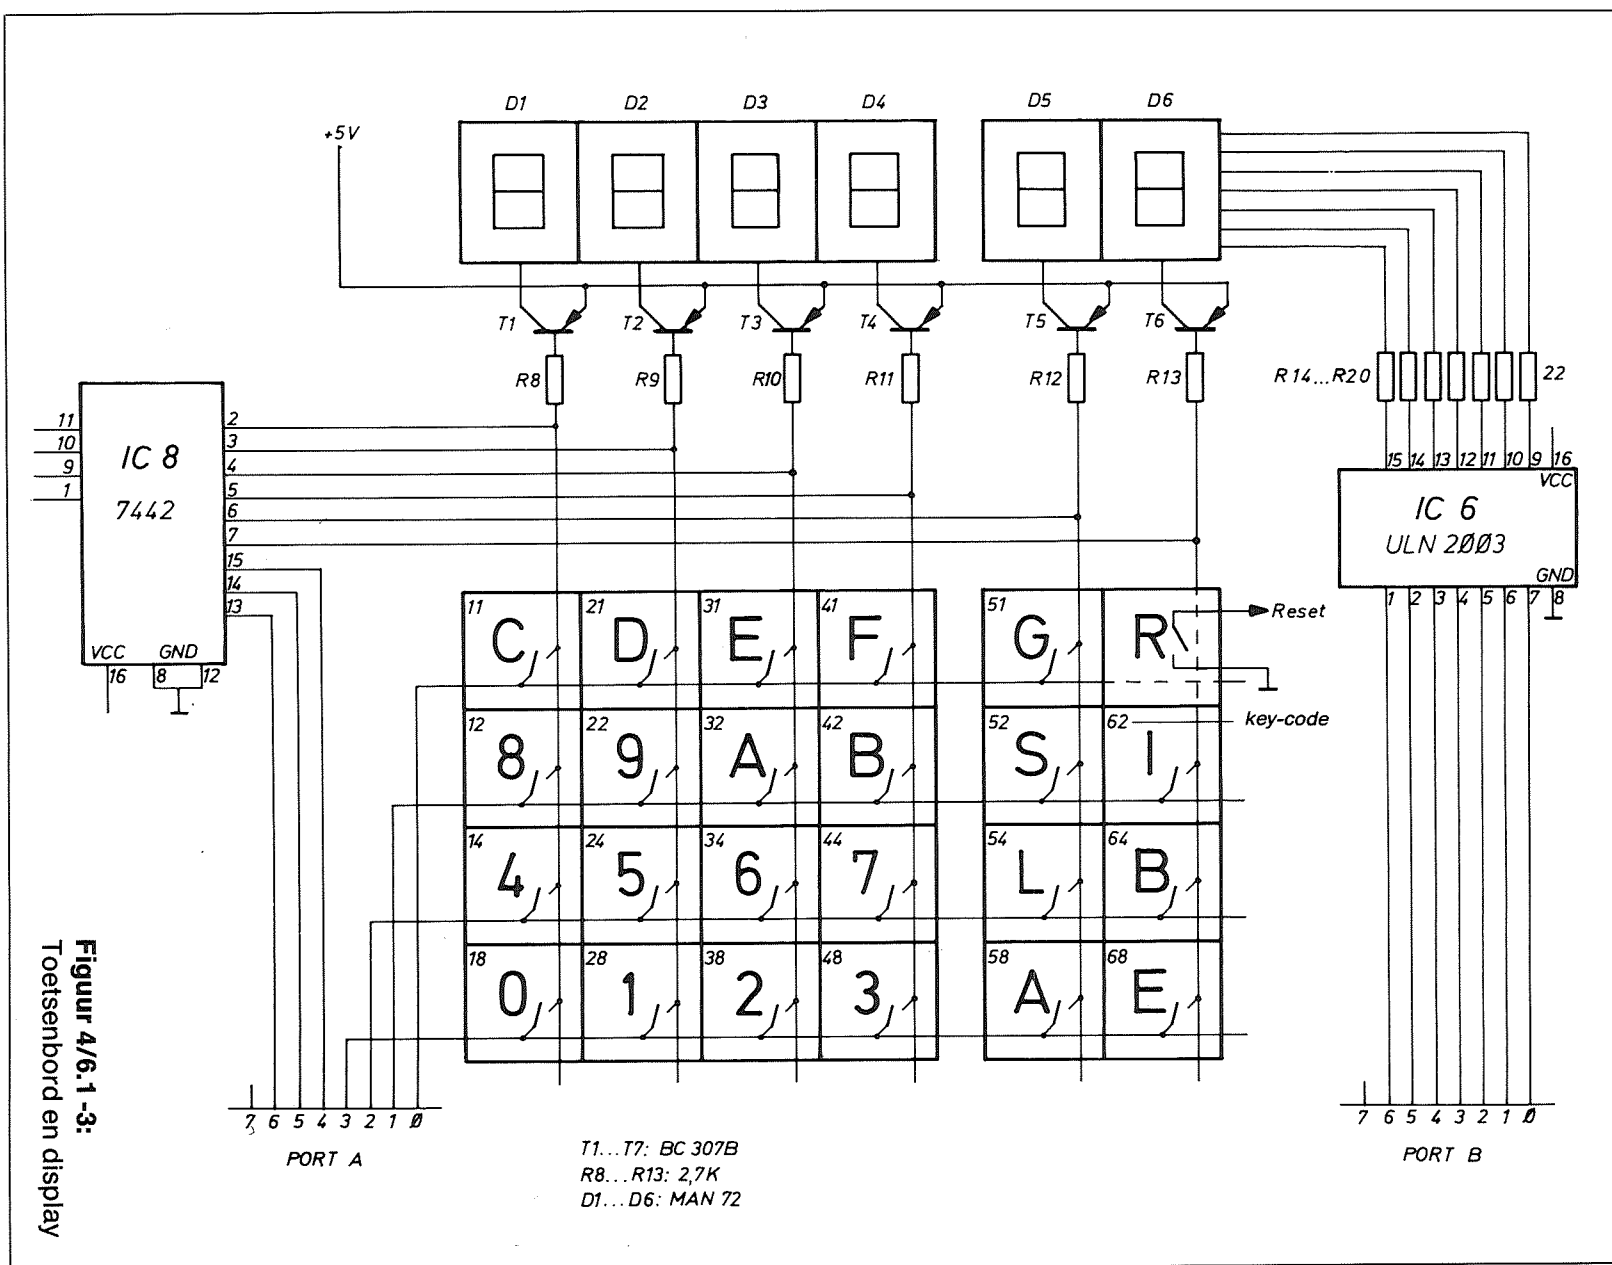 D1 D2 D3 D4 D5 D6
+5V
T1 T2 T3 T4 T5 T6
R8 R9 R10 R11 R12 R13 R14...R20 22
11 10 9 1
IC 8
7442
2 3 4 5 6 7 15 14 13
VCC GND
16 8 12
15 14 13 12 11 10 9 16
VCC
IC 6
ULN 2003
GND
1 2 3 4 5 6 7 8
11 C 21 D 31 E 41 F 51 G R Reset
12 8 22 9 32 A 42 B 52 S 62 I key-code
14 4 24 5 34 6 44 7 54 L 64 B
18 0 28 1 38 2 48 3 58 A 68 E
7 6 5 4 3 2 1 0
PORT A
7 6 5 4 3 2 1 0
PORT B
T1...T7: BC 307B
R8...R13: 2,7K
D1...D6: MAN 72
Figuur 4/6.1-3:
Toetsenbord en display